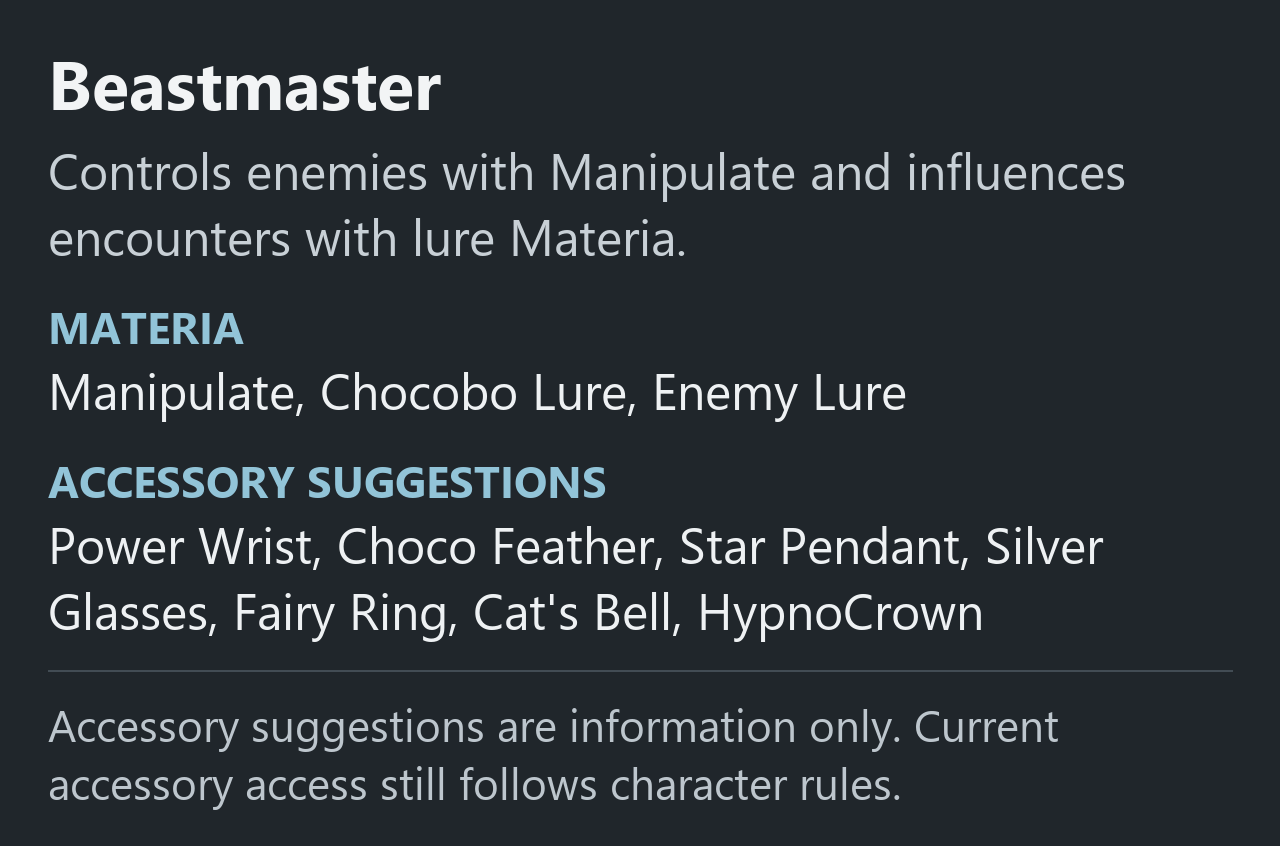 Beastmaster
Controls enemies with Manipulate and influences
encounters with lure Materia.
MATERIA
Manipulate, Chocobo Lure, Enemy Lure
ACCESSORY SUGGESTIONS
Power Wrist, Choco Feather, Star Pendant, Silver
Glasses, Fairy Ring, Cat's Bell, HypnoCrown
Accessory suggestions are information only. Current
accessory access still follows character rules.